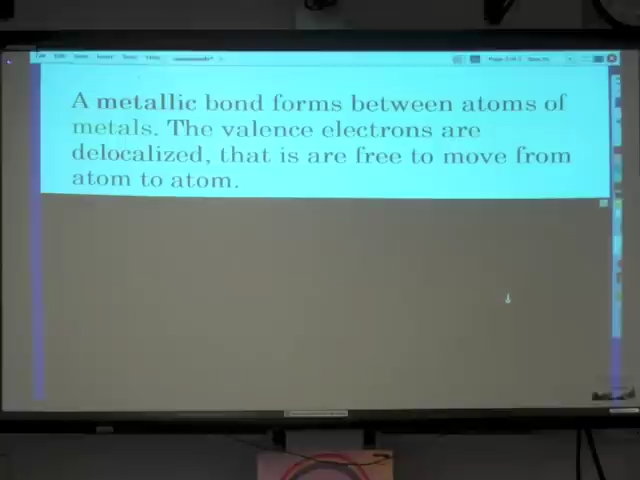 A metallic bond forms between atoms of
metals. The valence electrons are
delocalized, that is are free to move from
atom to atom.